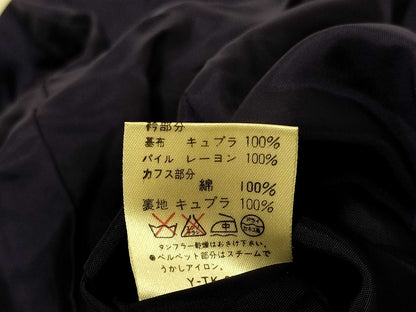 衿部分
基布 キュプラ 100%
パイル レーヨン 100%
カフス部分
綿 100%
裏地 キュプラ 100%
タンブラー乾燥はおさけ下さい。
●ベルベット部分はスチームで
うかしアイロン。
Y-TK